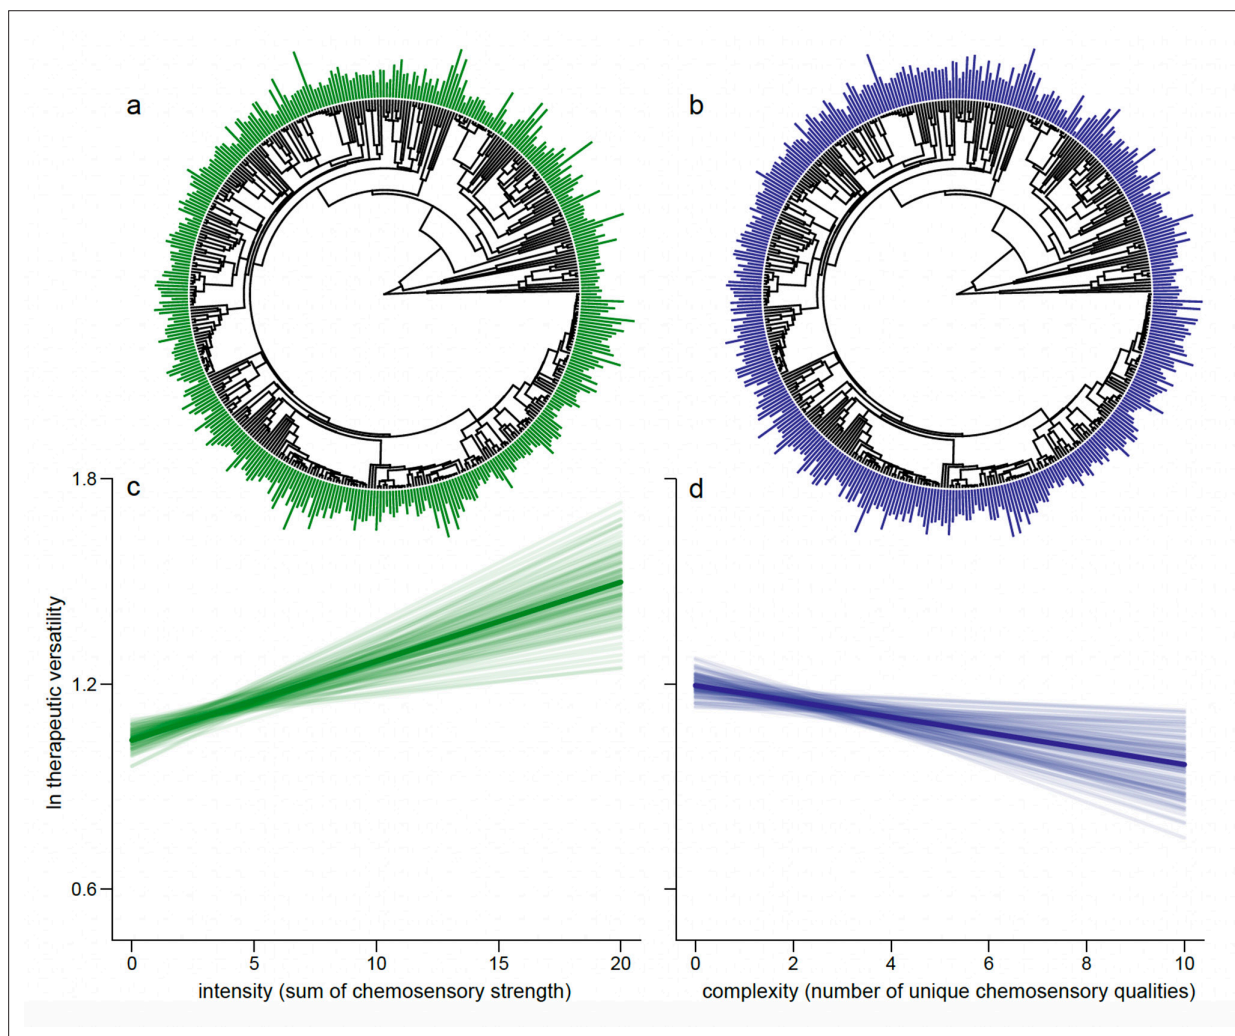 a
b
c
d
1.8
1.2
0.6
ln therapeutic versatility
0 5 10 15 20
intensity (sum of chemosensory strength)
0 2 4 6 8 10
complexity (number of unique chemosensory qualities)